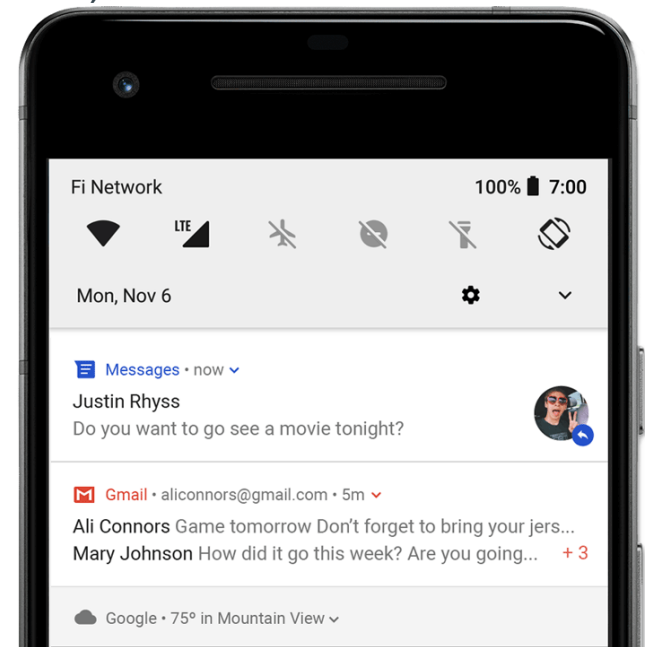 Fi Network 100% 7:00
LTE
Mon, Nov 6
Messages • now
Justin Rhyss
Do you want to go see a movie tonight?
Gmail • aliconnors@gmail.com • 5m
Ali Connors Game tomorrow Don’t forget to bring your jers...
Mary Johnson How did it go this week? Are you going... + 3
Google • 75º in Mountain View